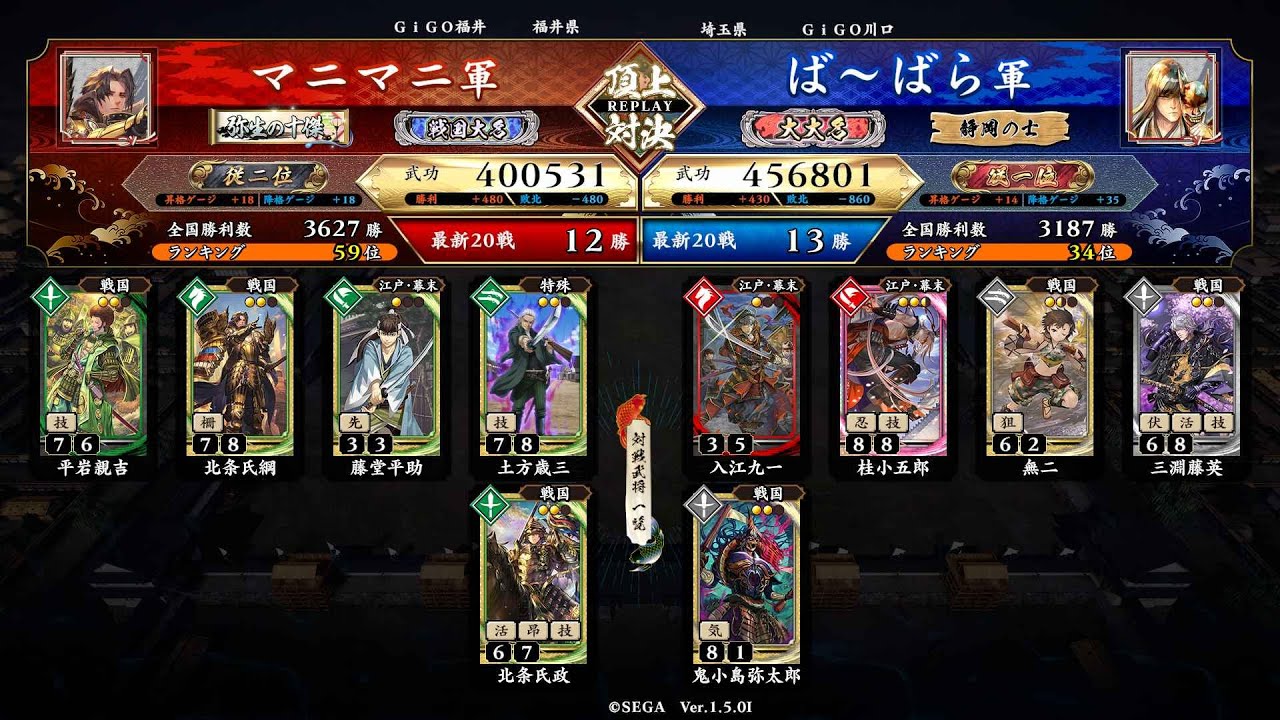 GiGO福井 福井県
埼玉県 GiGO川口
マニマニ軍
頂上
REPLAY
対決
ば～ばら軍
弥生の十傑
戦国大名
大大名
静岡の士
従二位
武功 400531
勝利 +480 敗北 -480
武功 456801
勝利 +430 敗北 -860
従一位
昇格ゲージ +18 降格ゲージ +18
昇格ゲージ +14 降格ゲージ +35
全国勝利数 3627勝
ランキング 59位
最新20戦 12勝
最新20戦 13勝
全国勝利数 3187勝
ランキング 34位
戦国
技
7 6
平岩親吉
戦国
柵
7 8
北条氏綱
江戸・幕末
先
3 3
藤堂平助
特殊
技
7 8
土方歳三
江戸・幕末
3 5
入江九一
江戸・幕末
忍 技
8 8
桂小五郎
戦国
狙
6 2
無二
戦国
伏 活 技
6 8
三淵藤英
対戦武将一覧
戦国
活 昂 技
6 7
北条氏政
戦国
気
8 1
鬼小島弥太郎
©SEGA Ver.1.5.0I